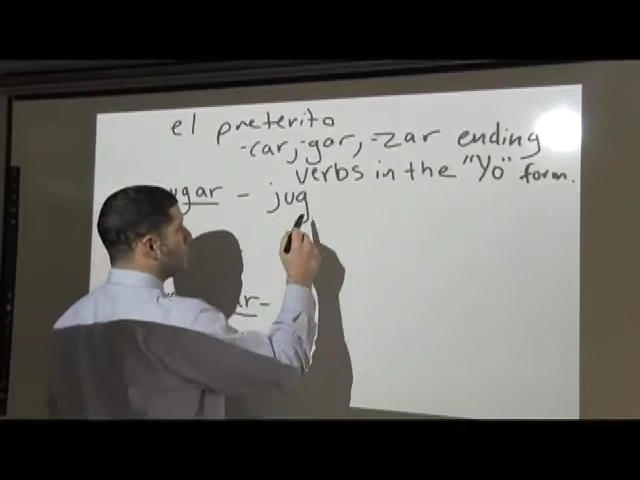 el preterito
-car, -gar, -zar ending
verbs in the "Yo" form.
ugar - jug
ar-